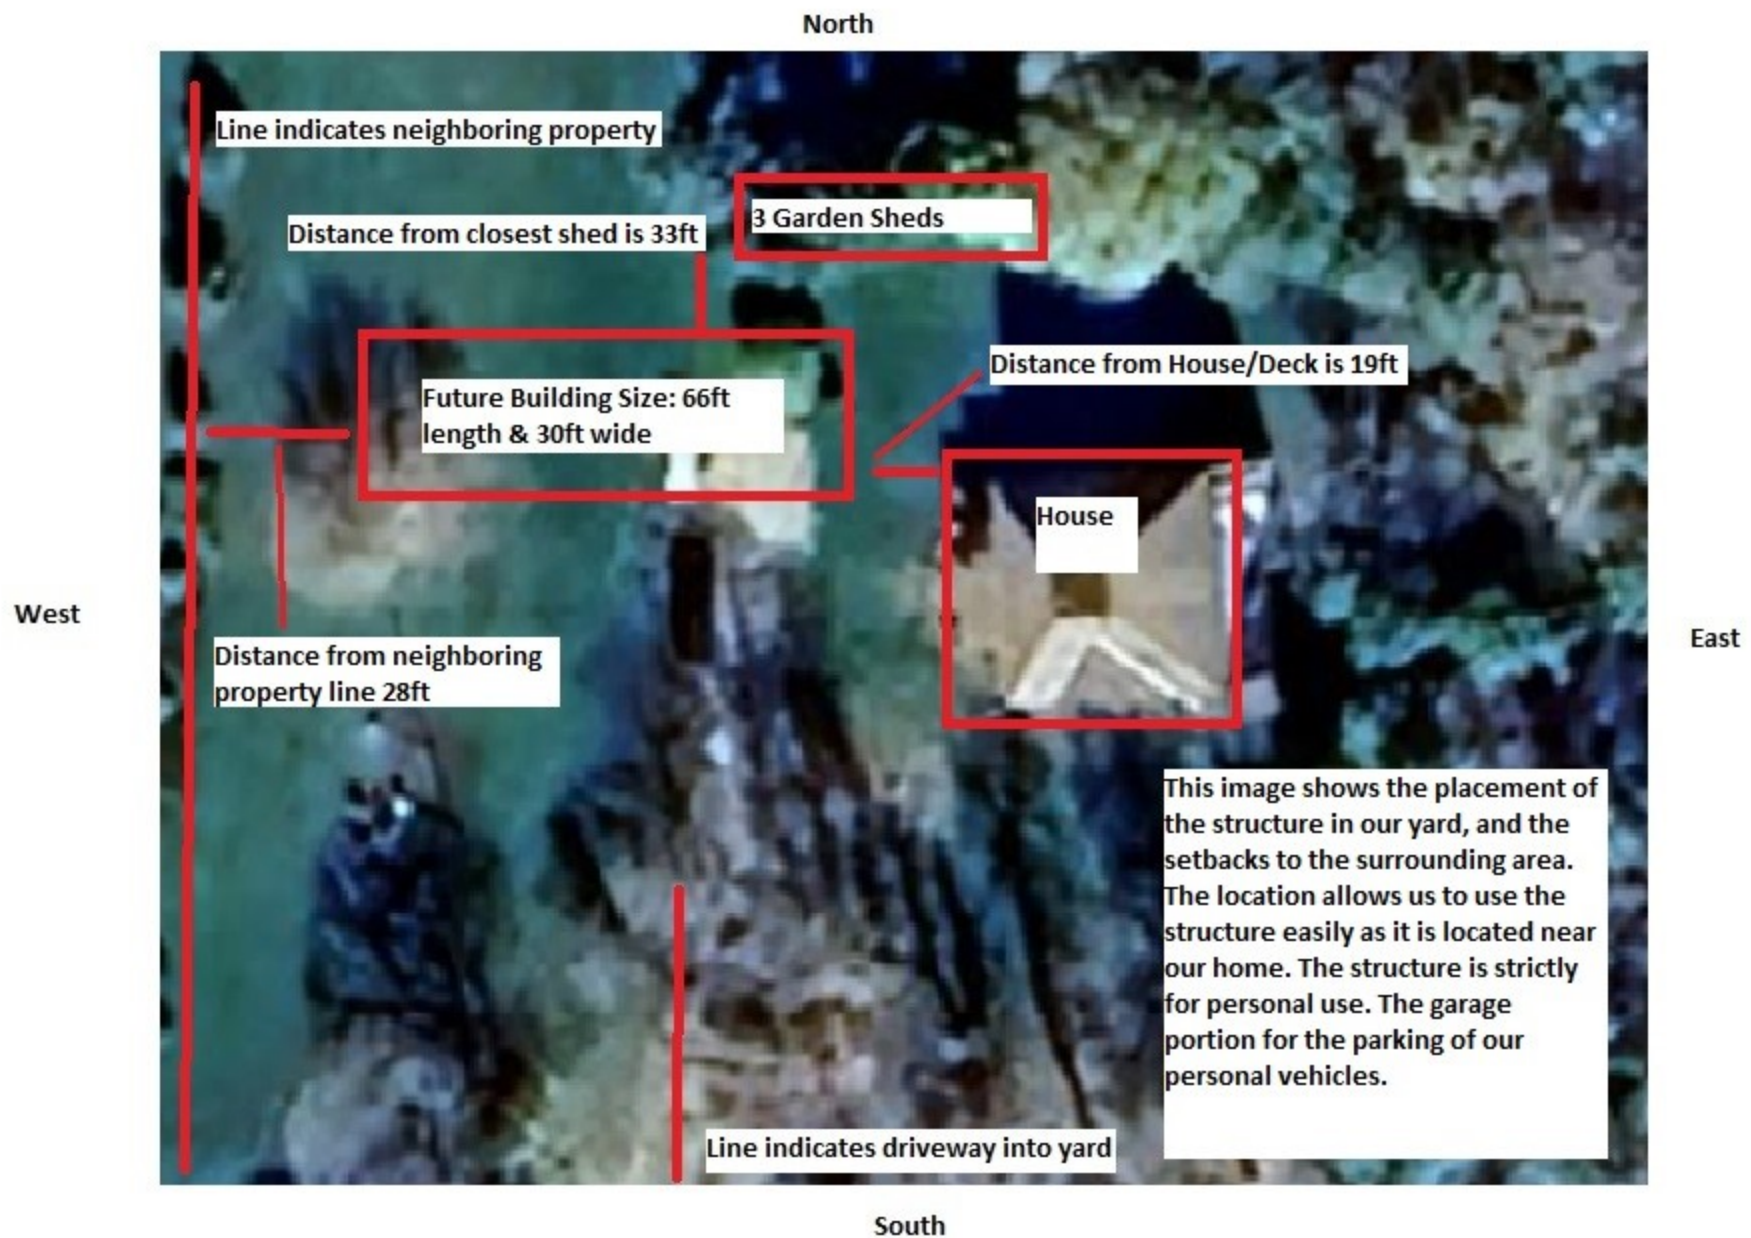 North
Line indicates neighboring property
3 Garden Sheds
Distance from closest shed is 33ft
Distance from House/Deck is 19ft
Future Building Size: 66ft
length & 30ft wide
House
West
East
Distance from neighboring
property line 28ft
This image shows the placement of
the structure in our yard, and the
setbacks to the surrounding area.
The location allows us to use the
structure easily as it is located near
our home. The structure is strictly
for personal use. The garage
portion for the parking of our
personal vehicles.
Line indicates driveway into yard
South